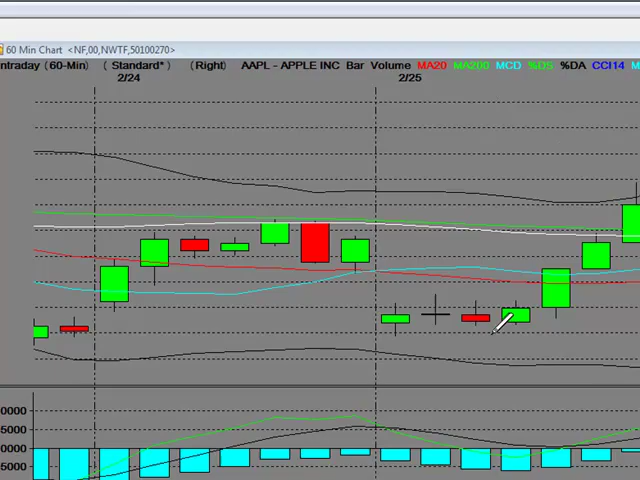 60 Min Chart <NF,00,NWTF,50100270>
ntraday (60-Min) ( Standard*) (Right) AAPL - APPLE INC Bar Volume MA20 MA200 MCD %DS %DA CCI14 M
2/24 2/25
0000
5000
0000
5000